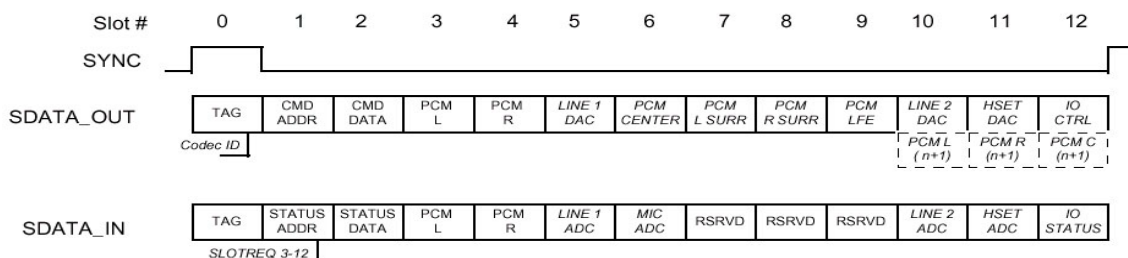 Slot # 0 1 2 3 4 5 6 7 8 9 10 11 12
SYNC
SDATA_OUT
TAG
CMD ADDR
CMD DATA
PCM L
PCM R
LINE 1 DAC
PCM CENTER
PCM L SURR
PCM R SURR
PCM LFE
LINE 2 DAC
HSET DAC
IO CTRL
Codec ID
PCM L ( n+1)
PCM R (n+1)
PCM C (n+1)
SDATA_IN
TAG
STATUS ADDR
STATUS DATA
PCM L
PCM R
LINE 1 ADC
MIC ADC
RSRVD
RSRVD
RSRVD
LINE 2 ADC
HSET ADC
IO STATUS
SLOTREQ 3-12